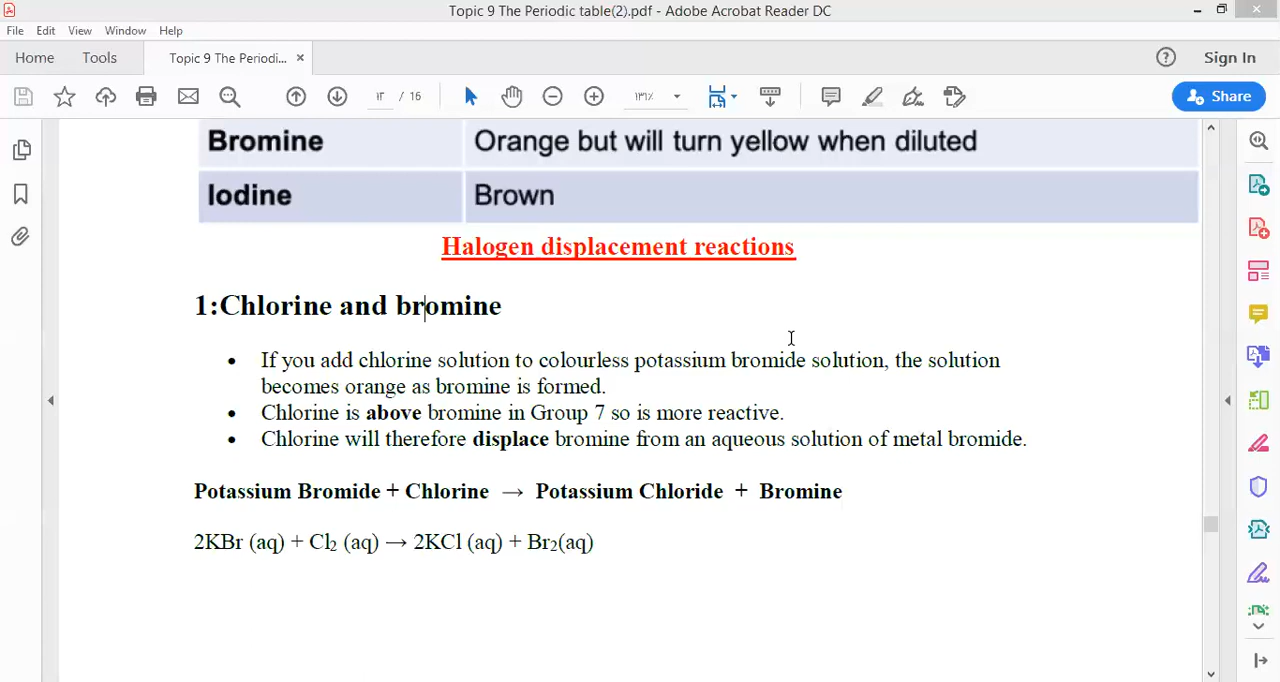 Topic 9 The Periodic table(2).pdf - Adobe Acrobat Reader DC
File Edit View Window Help
Home Tools Topic 9 The Periodi... × Sign In
١٣ / 16 ١٣١٪ Share
Bromine Orange but will turn yellow when diluted
Iodine Brown
Halogen displacement reactions
1:Chlorine and bromine
• If you add chlorine solution to colourless potassium bromide solution, the solution
becomes orange as bromine is formed.
• Chlorine is above bromine in Group 7 so is more reactive.
• Chlorine will therefore displace bromine from an aqueous solution of metal bromide.
Potassium Bromide + Chlorine → Potassium Chloride + Bromine
2KBr (aq) + Cl₂ (aq) → 2KCl (aq) + Br₂(aq)